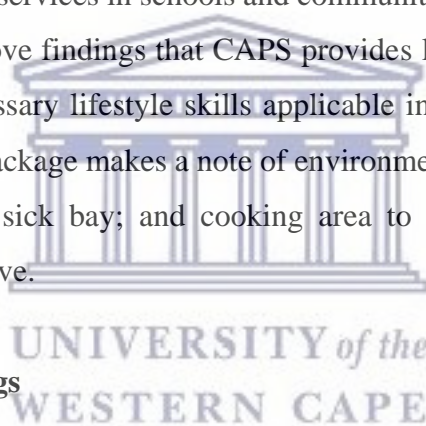 services in schools and communit
ve findings that CAPS provides
ssary lifestyle skills applicable in
ackage makes a note of environme
sick bay; and cooking area to
ve.
UNIVERSITY of the
gs
WESTERN CAPE